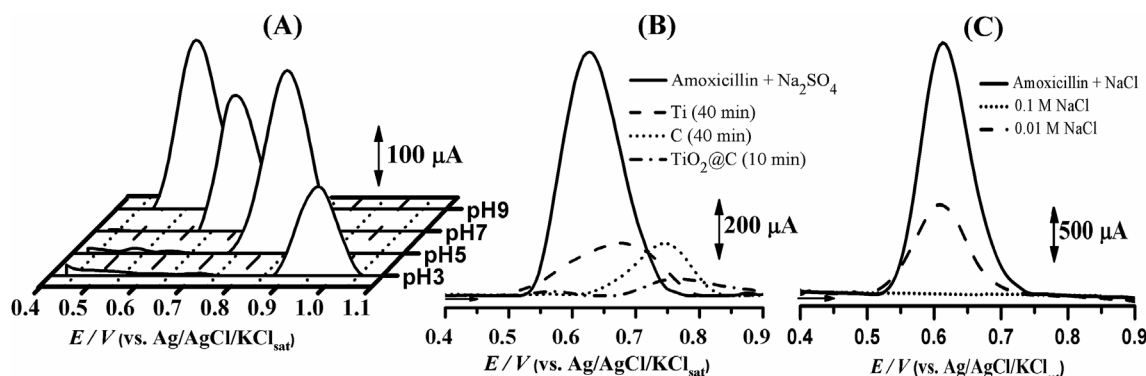 (A)
100 μA
pH9
pH7
pH5
pH3
0.4 0.5 0.6 0.7 0.8 0.9 1.0 1.1
E / V (vs. Ag/AgCl/KCl_sat)
(B)
Amoxicillin + Na₂SO₄
Ti (40 min)
C (40 min)
TiO₂@C (10 min)
200 μA
0.4 0.5 0.6 0.7 0.8 0.9
E / V (vs. Ag/AgCl/KCl_sat)
(C)
Amoxicillin + NaCl
0.1 M NaCl
0.01 M NaCl
500 μA
0.4 0.5 0.6 0.7 0.8 0.9
E / V (vs. Ag/AgCl/KCl